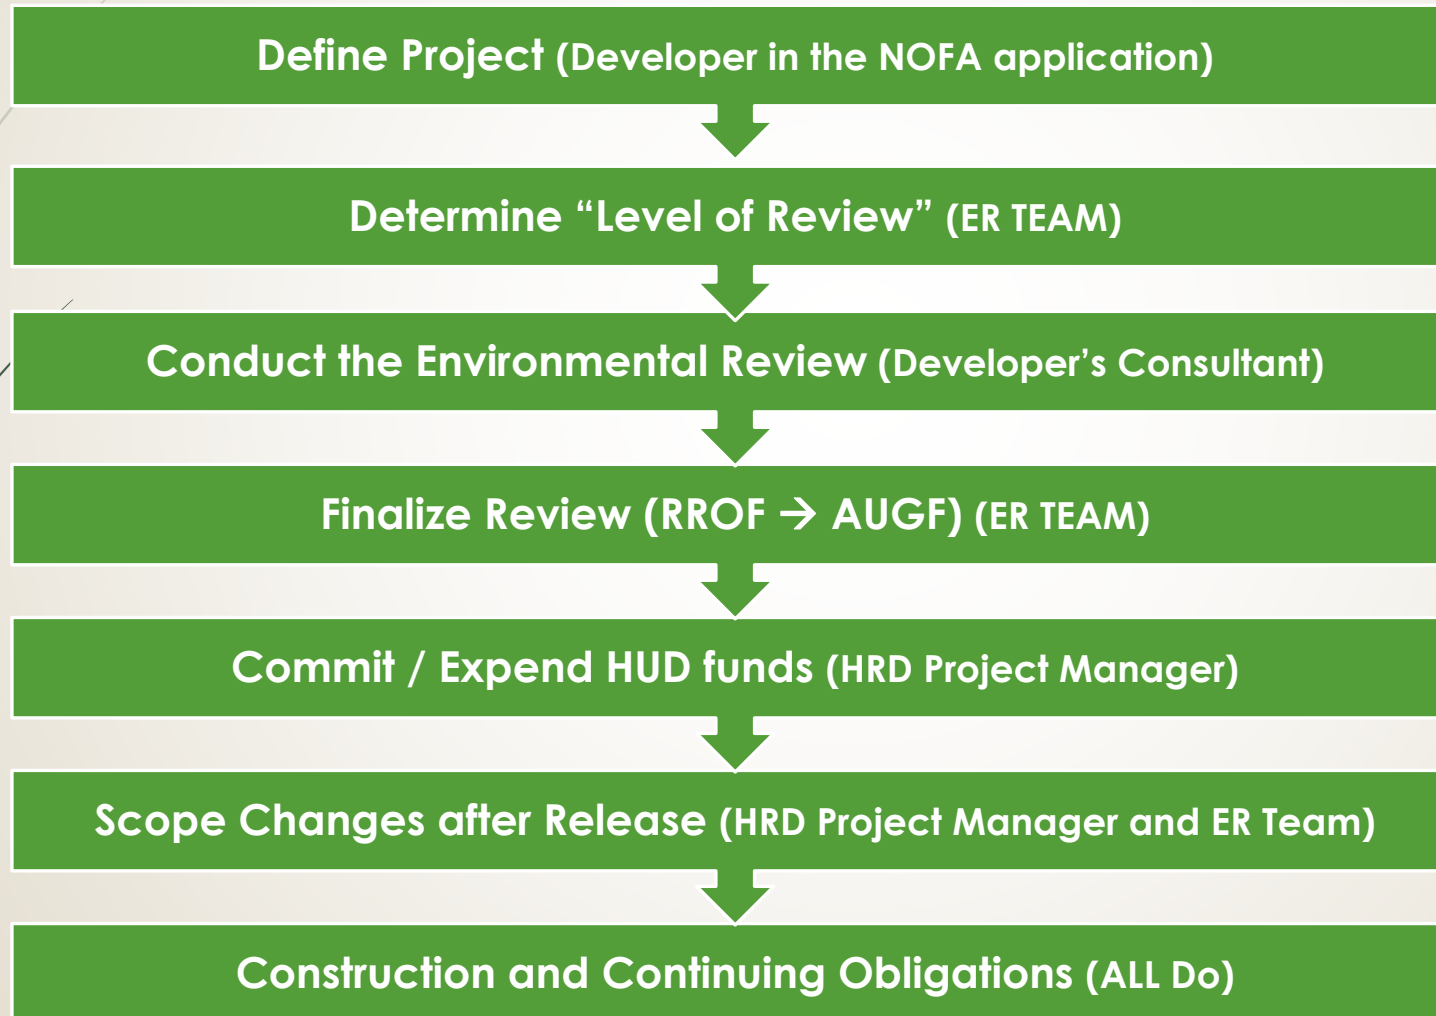 Define Project (Developer in the NOFA application)
Determine “Level of Review” (ER TEAM)
Conduct the Environmental Review (Developer’s Consultant)
Finalize Review (RROF → AUGF) (ER TEAM)
Commit / Expend HUD funds (HRD Project Manager)
Scope Changes after Release (HRD Project Manager and ER Team)
Construction and Continuing Obligations (ALL Do)